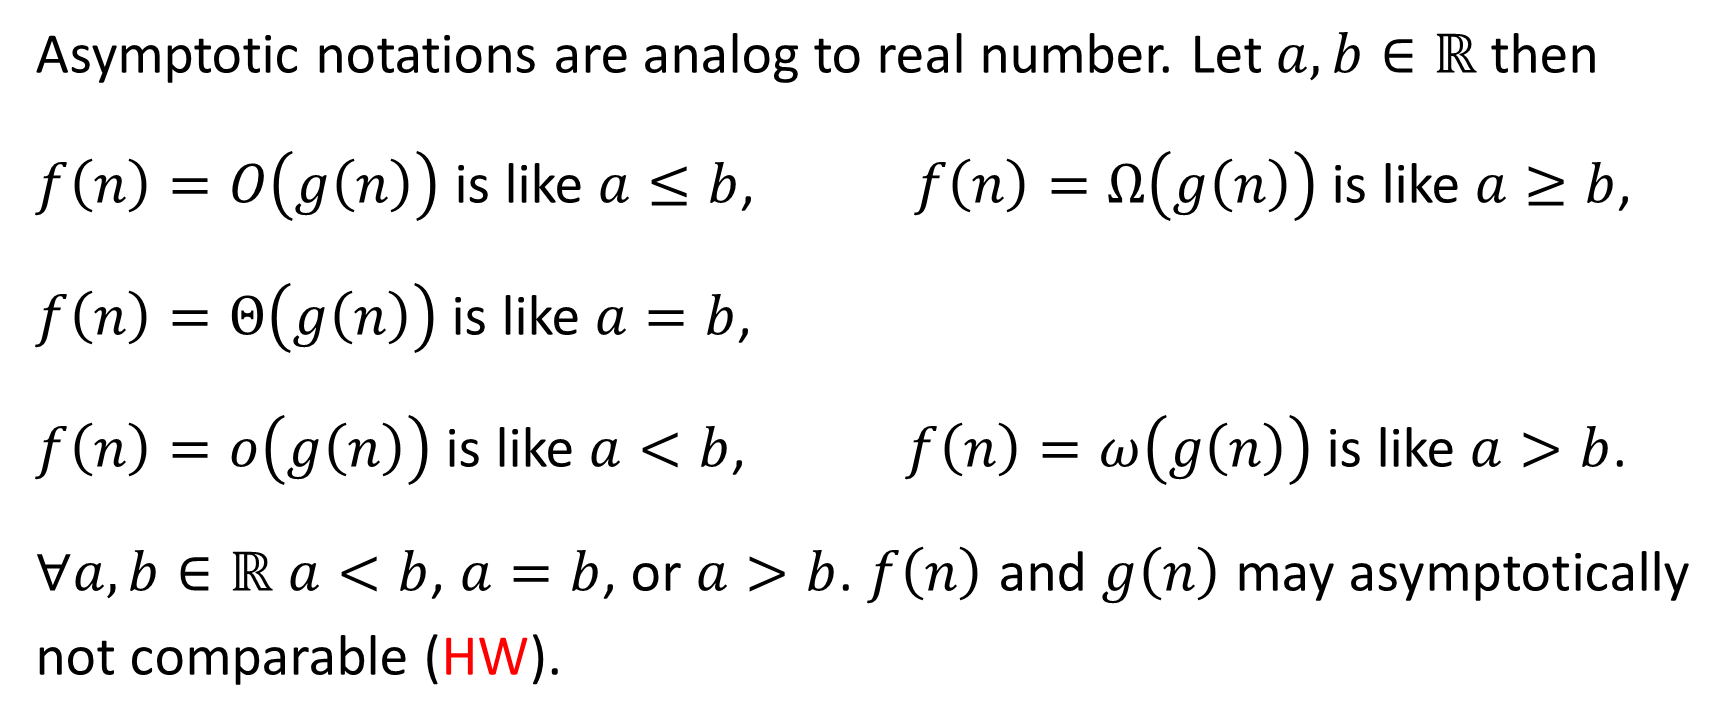 Asymptotic notations are analog to real number. Let a, b ∈ ℝ then
f(n) = O(g(n)) is like a ≤ b, f(n) = Ω(g(n)) is like a ≥ b,
f(n) = Θ(g(n)) is like a = b,
f(n) = o(g(n)) is like a < b, f(n) = ω(g(n)) is like a > b.
∀a, b ∈ ℝ a < b, a = b, or a > b. f(n) and g(n) may asymptotically
not comparable (HW).